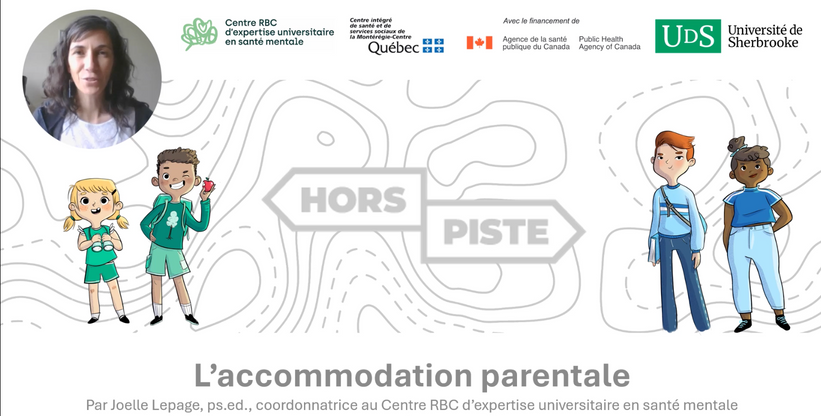 Centre RBC
d'expertise universitaire
en santé mentale
Centre intégré
de santé et de
services sociaux de
la Montérégie-Centre
Québec
Avec le financement de
Agence de la santé
publique du Canada
Public Health
Agency of Canada
UDS
Université de
Sherbrooke
HORS
PISTE
L'accommodation parentale
Par Joelle Lepage, ps.ed., coordonnatrice au Centre RBC d'expertise universitaire en santé mentale